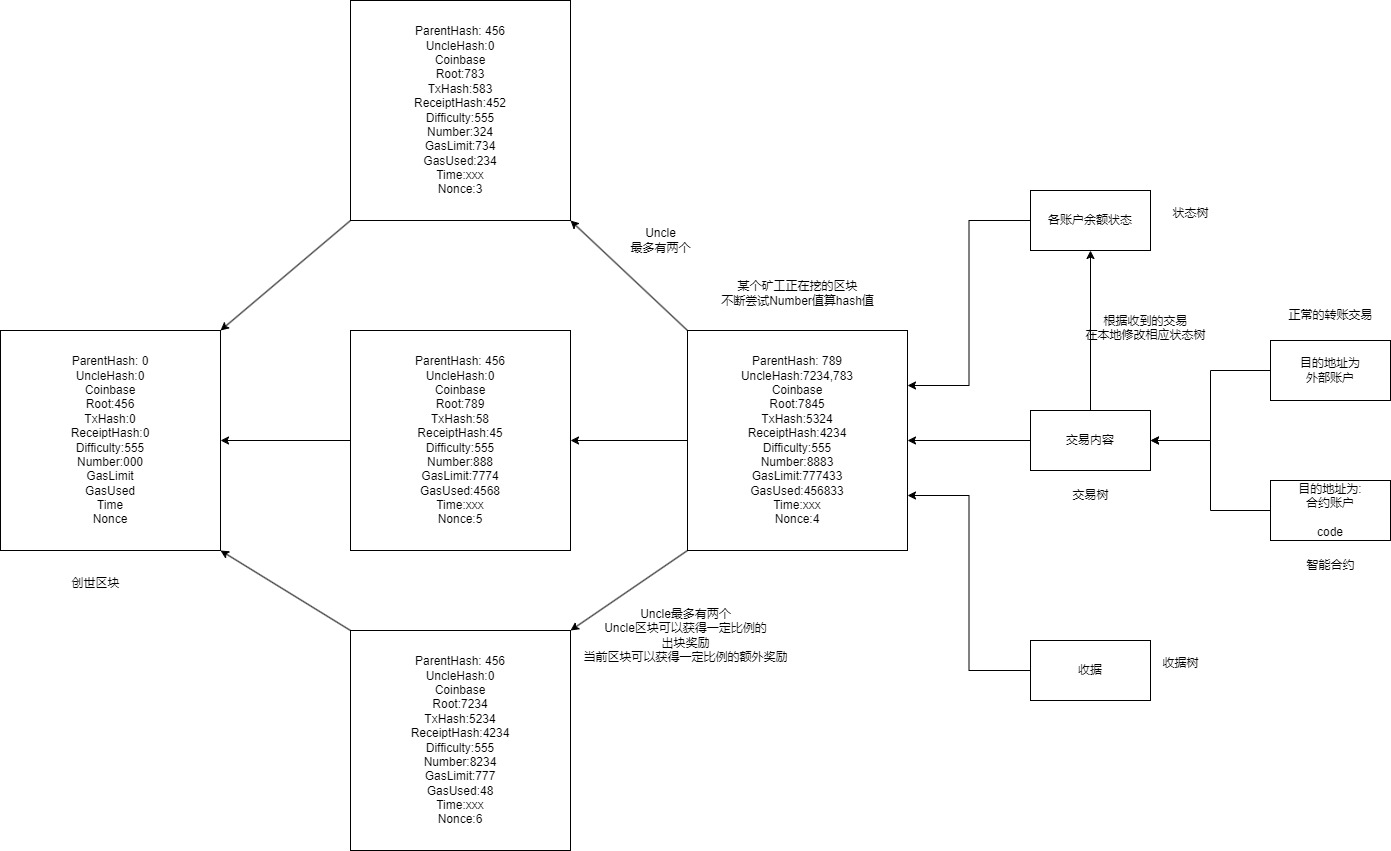 ParentHash: 456
UncleHash:0
Coinbase
Root:783
TxHash:583
ReceiptHash:452
Difficulty:555
Number:324
GasLimit:734
GasUsed:234
Time:xxx
Nonce:3
Uncle
最多有两个
各账户余额状态
状态树
某个矿工正在挖的区块
不断尝试Number值算hash值
根据收到的交易
在本地修改相应状态树
正常的转账交易
目的地址为
外部账户
ParentHash: 0
UncleHash:0
Coinbase
Root:456
TxHash:0
ReceiptHash:0
Difficulty:555
Number:000
GasLimit
GasUsed
Time
Nonce
创世区块
ParentHash: 456
UncleHash:0
Coinbase
Root:789
TxHash:58
ReceiptHash:45
Difficulty:555
Number:888
GasLimit:7774
GasUsed:4568
Time:xxx
Nonce:5
ParentHash: 789
UncleHash:7234,783
Coinbase
Root:7845
TxHash:5324
ReceiptHash:4234
Difficulty:555
Number:8883
GasLimit:777433
GasUsed:456833
Time:xxx
Nonce:4
交易内容
交易树
目的地址为:
合约账户
code
智能合约
Uncle最多有两个
Uncle区块可以获得一定比例的
出块奖励
当前区块可以获得一定比例的额外奖励
ParentHash: 456
UncleHash:0
Coinbase
Root:7234
TxHash:5234
ReceiptHash:4234
Difficulty:555
Number:8234
GasLimit:777
GasUsed:48
Time:xxx
Nonce:6
收据
收据树